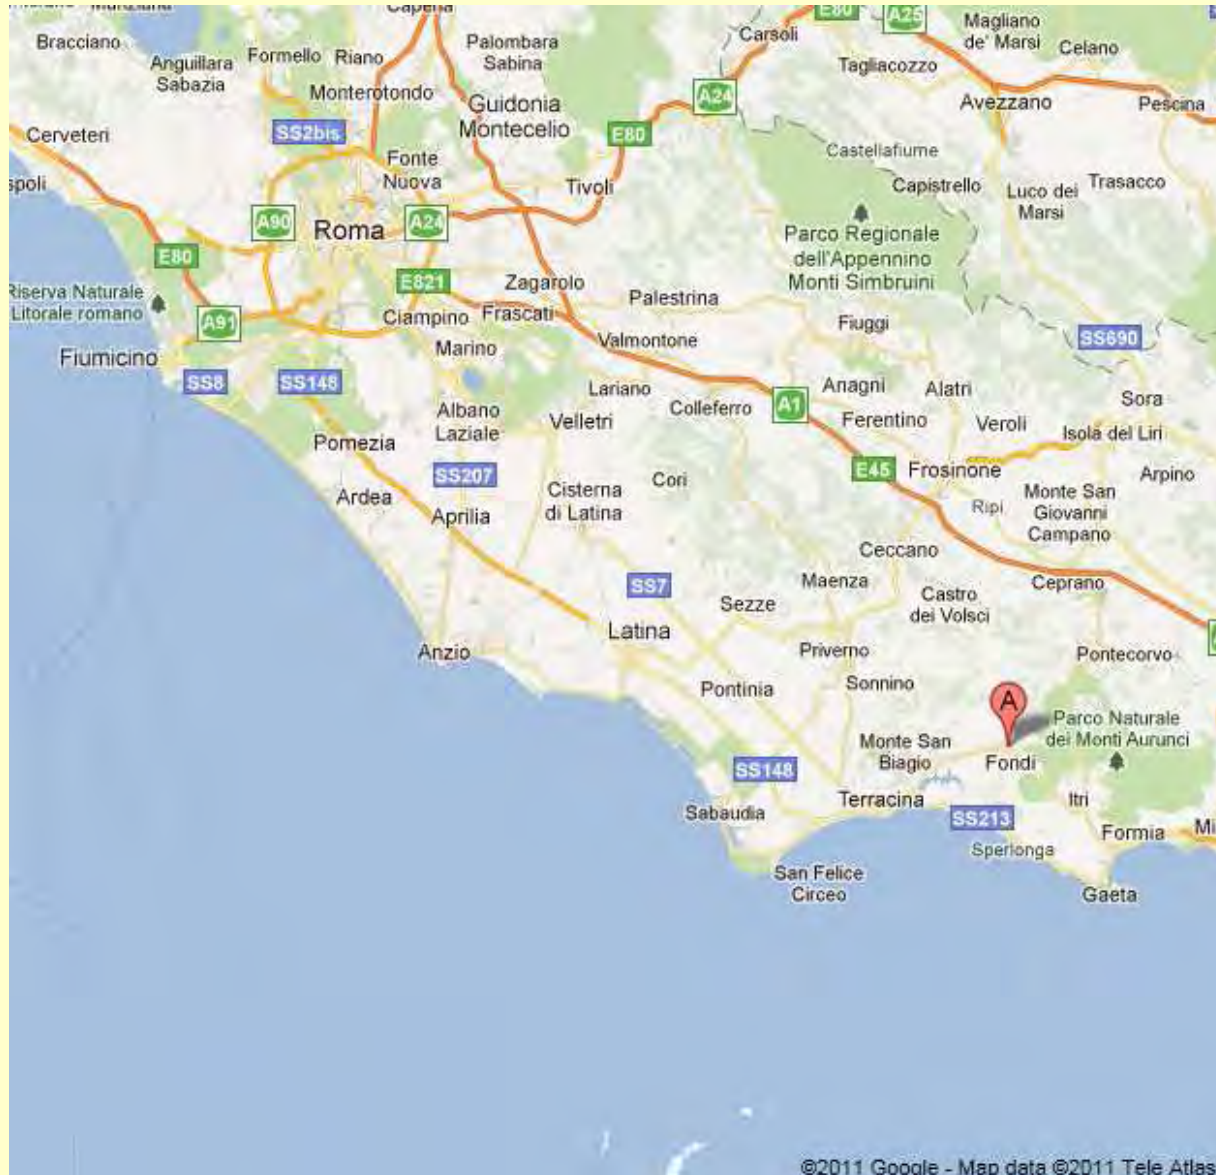 Capena
E80
A25
Bracciano
Formello
Riano
Palombara
Sabina
Carsoli
Magliano
de' Marsi
Celano
Anguillara
Sabazia
Tagliacozzo
Monterotondo
Guidonia
Montecelio
A24
Avezzano
Pescina
Cerveteri
SS2bis
E80
Fonte
Nuova
Castellafiume
spoli
Tivoli
Capistrello
Luco dei
Marsi
Trasacco
A90
Roma
A24
Parco Regionale
dell'Appennino
Monti Simbruini
E80
E821
Zagarolo
Riserva Naturale
Litorale romano
Palestrina
A91
Ciampino
Frascati
Fiuggi
Valmontone
SS690
Fiumicino
Marino
SS8
SS148
Lariano
Anagni
Alatri
Sora
Colleferro
A1
Albano
Laziale
Velletri
Ferentino
Veroli
Isola del Liri
Pomezia
SS207
Cori
E45
Frosinone
Arpino
Ardea
Cisterna
di Latina
Monte San
Giovanni
Campano
Ripi
Aprilia
Ceccano
SS7
Maenza
Ceprano
Castro
dei Volsci
Sezze
Latina
Anzio
Priverno
Pontecorvo
Pontinia
Sonnino
A
Parco Naturale
dei Monti Aurunci
Monte San
Biagio
Fondi
SS148
Terracina
Itri
Sabaudia
SS213
Formia
Mi
Sperlonga
San Felice
Circeo
Gaeta
©2011 Google - Map data ©2011 Tele Atlas